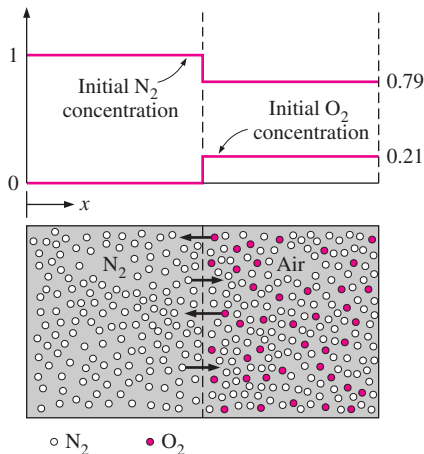 1
Initial N₂
concentration
0.79
Initial O₂
concentration
0.21
0
x
N₂
Air
N₂
O₂